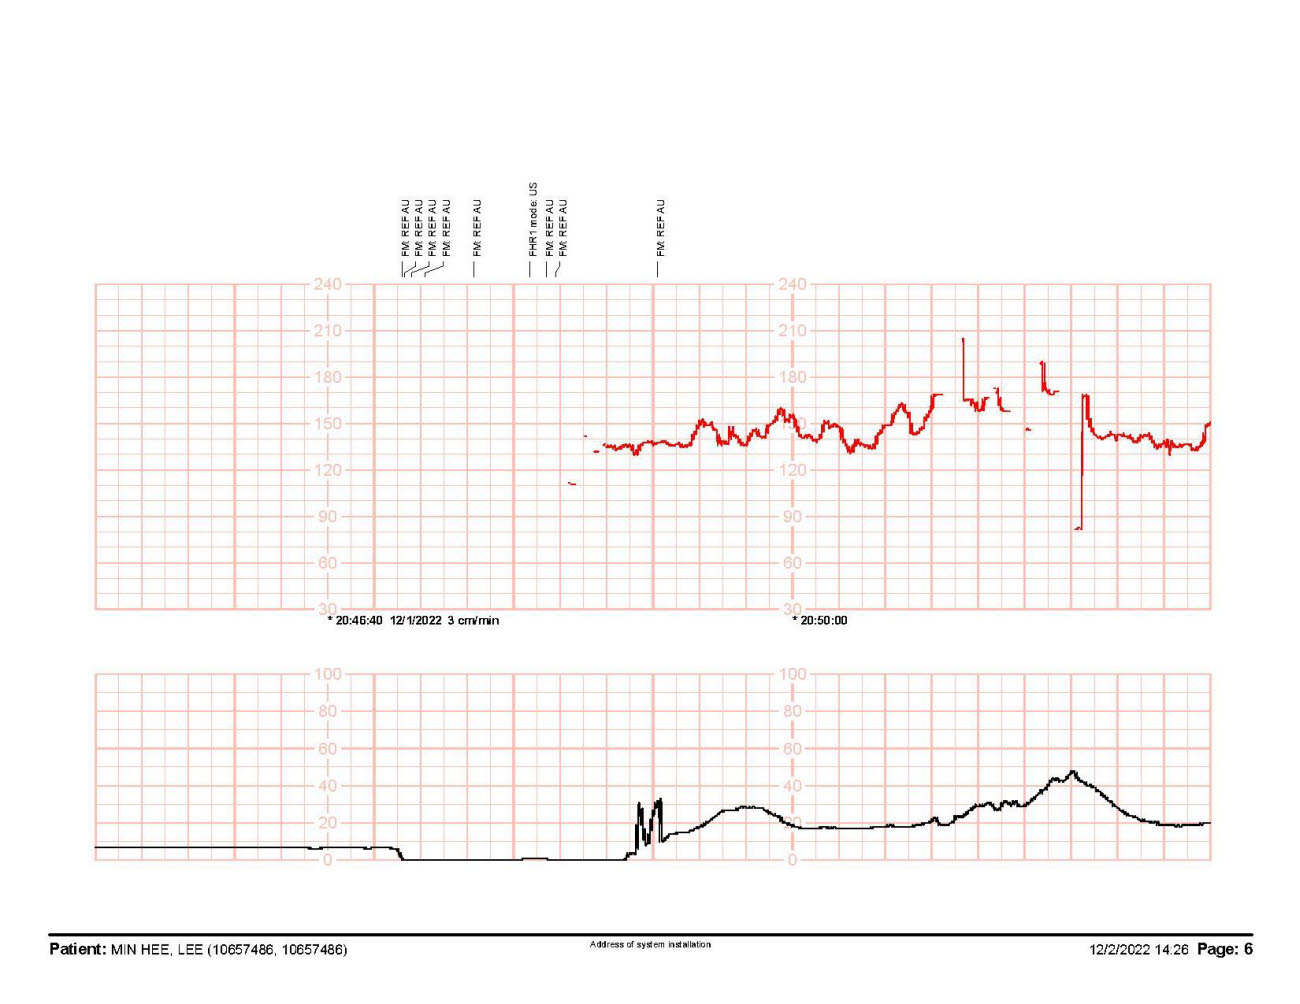 FM: REF AU
FM: REF AU
FM: REF AU
FM: REF AU
FM: REF AU
FHR1 mode: US
FM: REF AU
FM: REF AU
FM: REF AU
240 240
210 210
180 180
150 150
120 120
90 90
60 60
30 30
* 20:46:40 12/1/2022 3 cm/min * 20:50:00
100 100
80 80
60 60
40 40
20 20
0 0
Patient: MIN HEE, LEE (10657486, 10657486) Address of system installation 12/2/2022 14:26 Page: 6